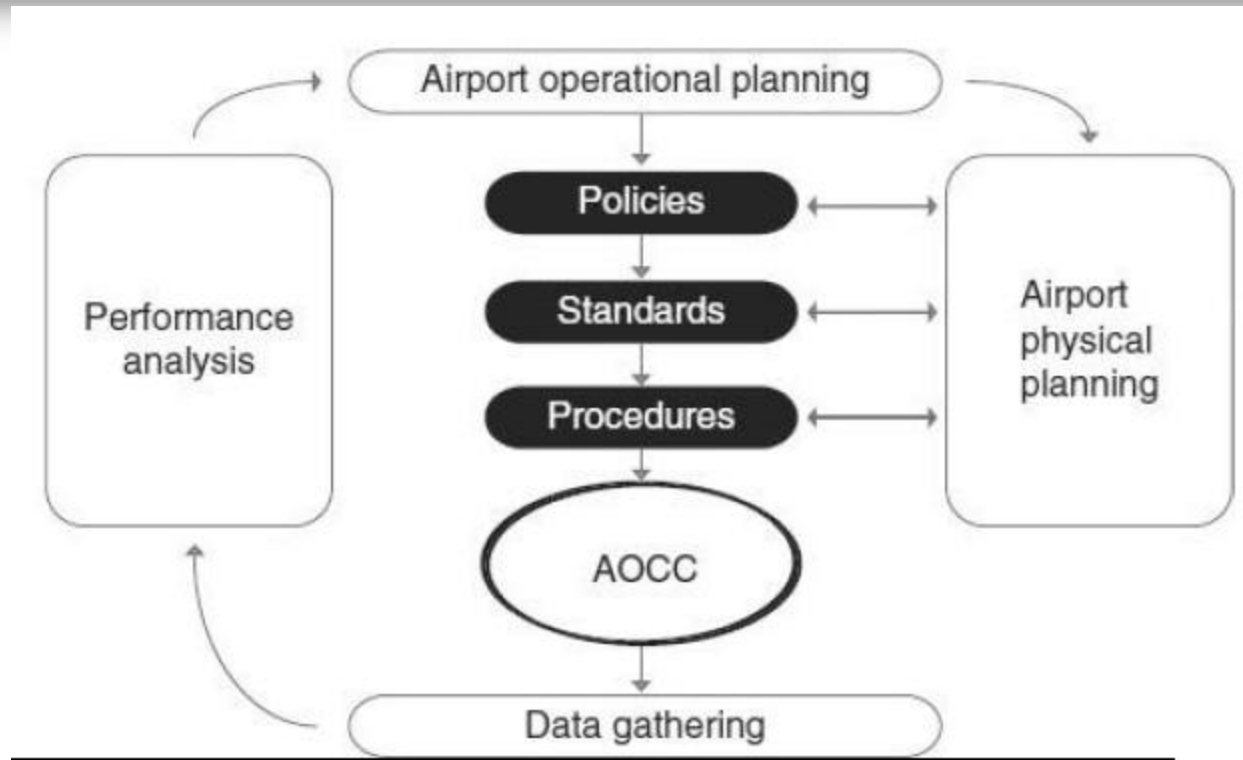 Airport operational planning
Policies
Standards
Procedures
Performance
analysis
Airport
physical
planning
AOCC
Data gathering